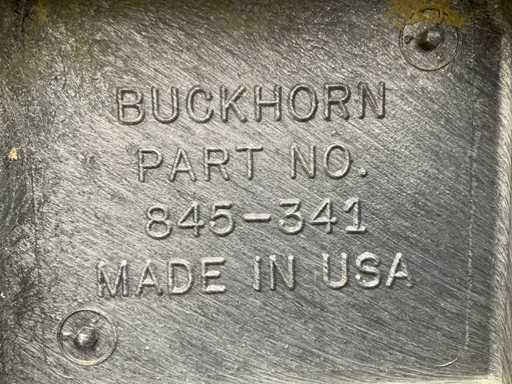 BUCKHORN
PART NO.
845-341
MADE IN USA